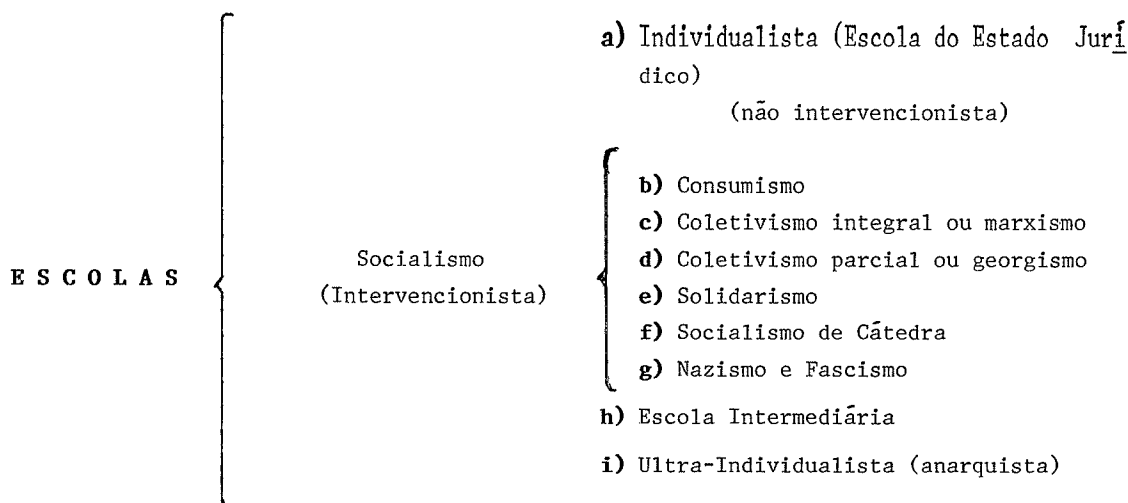 a) Individualista (Escola do Estado Jurí
dico)
(não intervencionista)
b) Consumismo
c) Coletivismo integral ou marxismo
d) Coletivismo parcial ou georgismo
e) Solidarismo
f) Socialismo de Cátedra
g) Nazismo e Fascismo
Socialismo
(Intervencionista)
ESCOLAS
h) Escola Intermediária
i) Ultra-Individualista (anarquista)